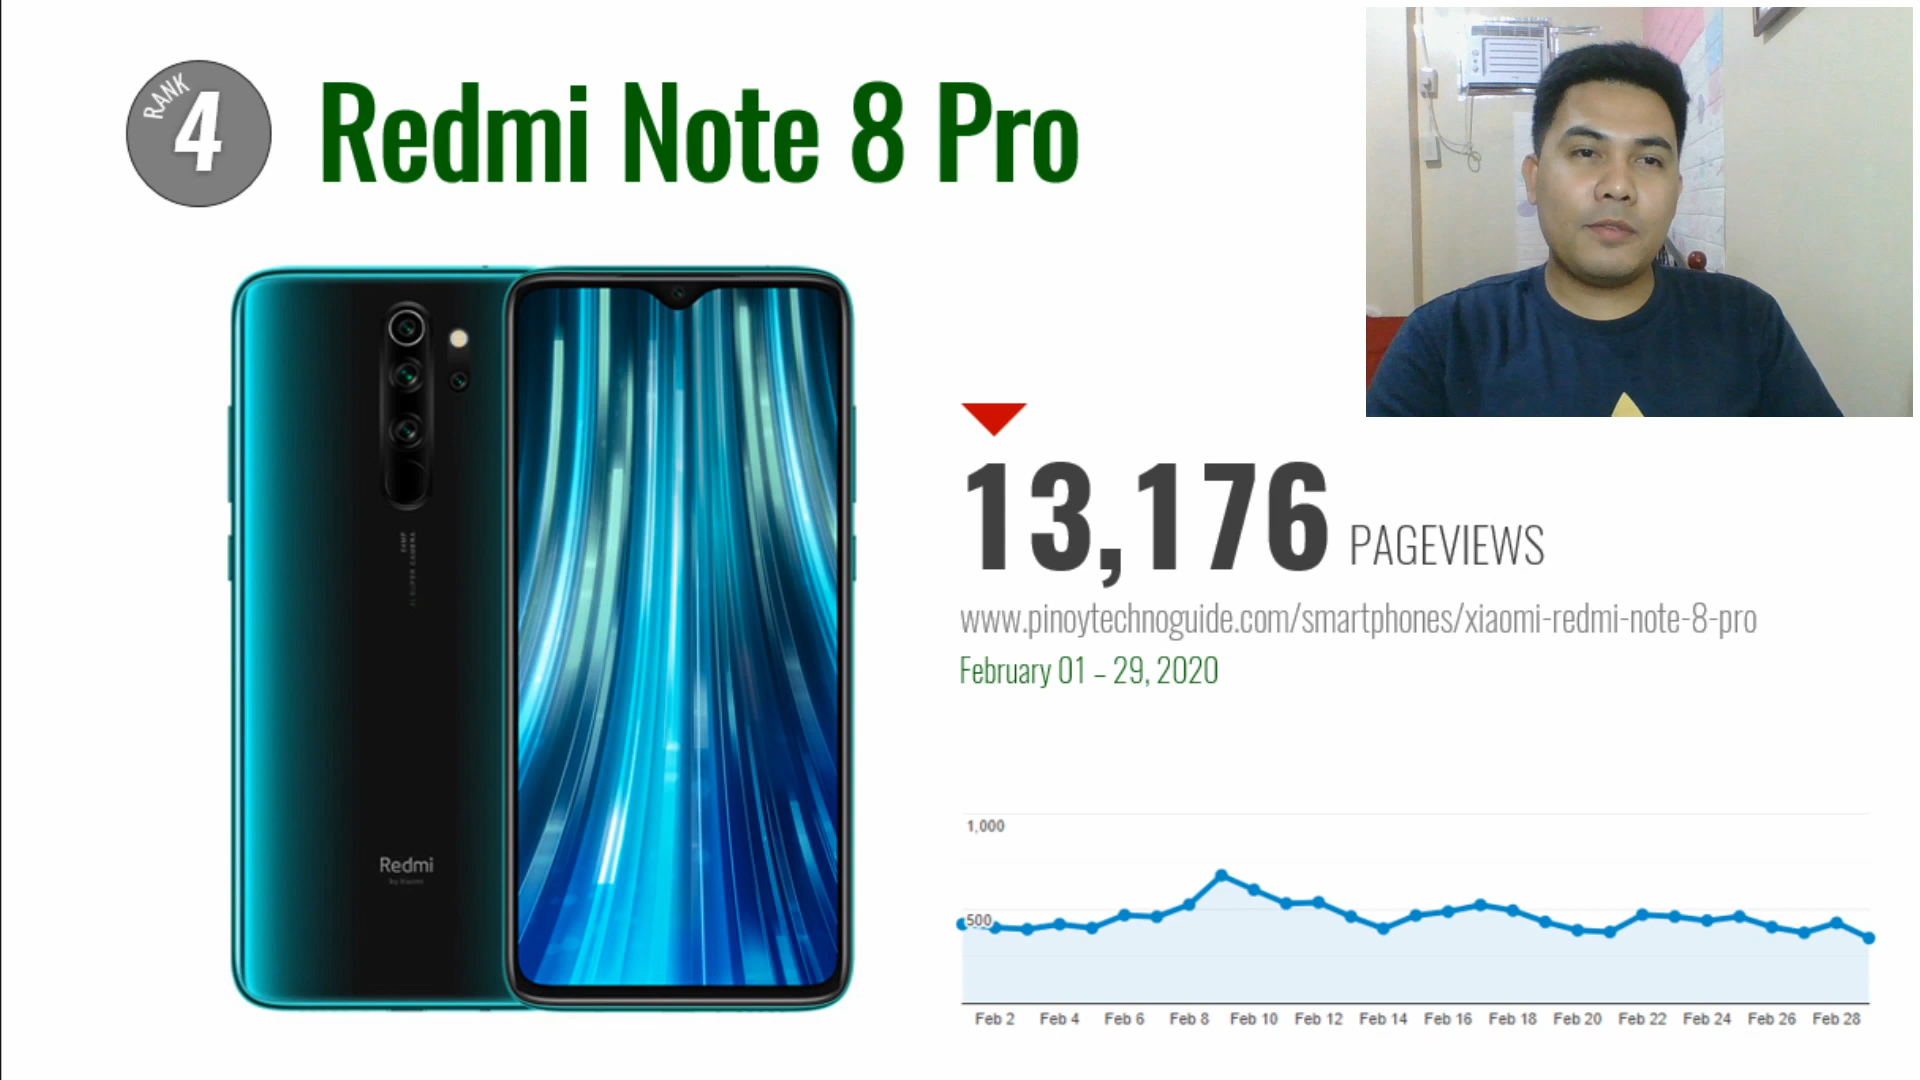 RANK
4
Redmi Note 8 Pro
Redmi
13,176 PAGEVIEWS
www.pinoytechnoguide.com/smartphones/xiaomi-redmi-note-8-pro
February 01 – 29, 2020
1,000
500
Feb 2 Feb 4 Feb 6 Feb 8 Feb 10 Feb 12 Feb 14 Feb 16 Feb 18 Feb 20 Feb 22 Feb 24 Feb 26 Feb 28